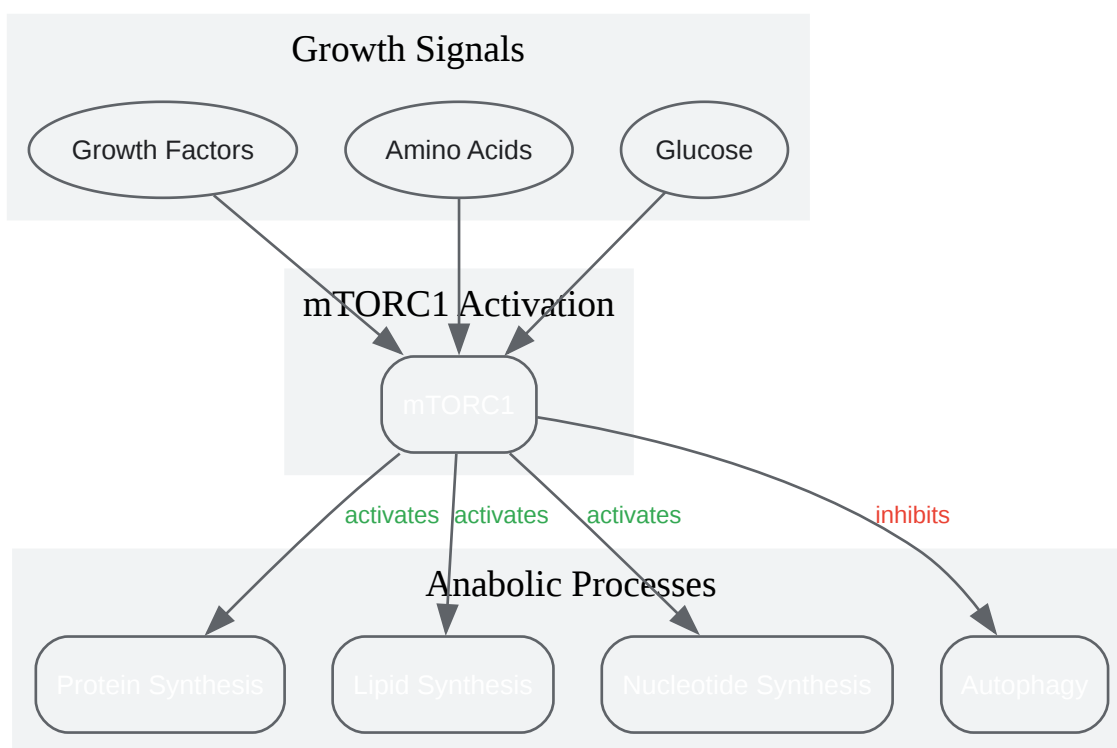 Growth Signals
Growth Factors
Amino Acids
Glucose
mTORC1 Activation
mTORC1
activates
activates
activates
inhibits
Anabolic Processes
Protein Synthesis
Lipid Synthesis
Nucleotide Synthesis
Autophagy